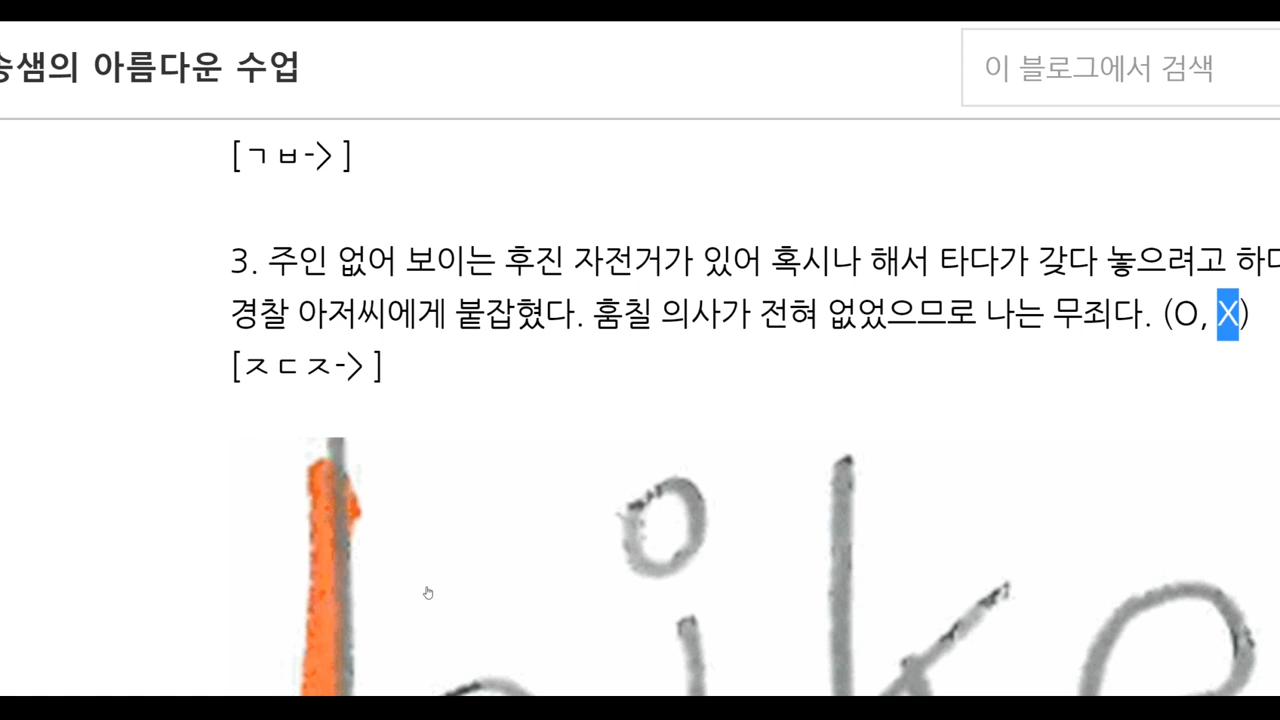 송샘의 아름다운 수업
이 블로그에서 검색
[ㄱㅂ->]
3. 주인 없어 보이는 후진 자전거가 있어 혹시나 해서 타다가 갖다 놓으려고 하다
경찰 아저씨에게 붙잡혔다. 훔칠 의사가 전혀 없었으므로 나는 무죄다. (O, X)
[ㅈㄷㅈ->]
bike